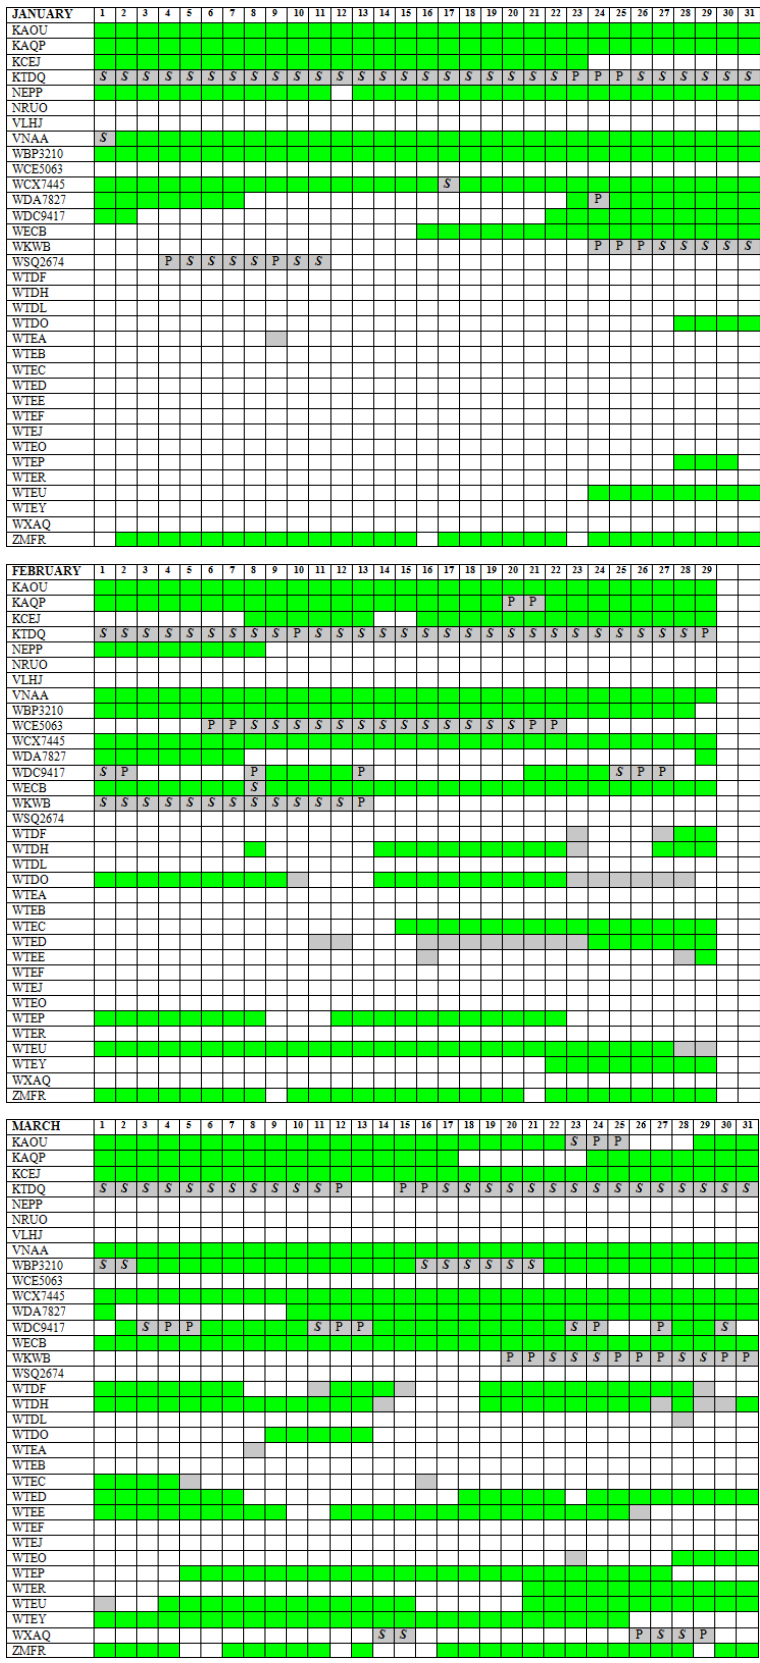 JANUARY 1 2 3 4 5 6 7 8 9 10 11 12 13 14 15 16 17 18 19 20 21 22 23 24 25 26 27 28 29 30 31
KAOU
KAQP
KCEJ
KTDQ S S S S S S S S S S S S S S S S S S S S S S P P P S S S S S S
NEPP
NRUO
VLHJ
VNAA S
WBP3210
WCE5063
WCX7445 S
WDA7827 P
WDC9417
WECB
WKWB P P P S S S S S
WSQ2674 P S S S S P S S
WTDF
WTDH
WTDL
WTDO
WTEA
WTEB
WTEC
WTED
WTEE
WTEF
WTEJ
WTEO
WTEP
WTER
WTEU
WTEY
WXAQ
ZMFR
FEBRUARY 1 2 3 4 5 6 7 8 9 10 11 12 13 14 15 16 17 18 19 20 21 22 23 24 25 26 27 28 29
KAOU
KAQP P P
KCEJ
KTDQ S S S S S S S S S P S S S S S S S S S S S S S S S S S S P
NEPP
NRUO
VLHJ
VNAA
WBP3210
WCE5063 P P S S S S S S S S S S S S S P P
WCX7445
WDA7827
WDC9417 S P P P S P P
WECB S
WKWB S S S S S S S S S S S S P
WSQ2674
WTDF
WTDH
WTDL
WTDO
WTEA
WTEB
WTEC
WTED
WTEE
WTEF
WTEJ
WTEO
WTEP
WTER
WTEU
WTEY
WXAQ
ZMFR
MARCH 1 2 3 4 5 6 7 8 9 10 11 12 13 14 15 16 17 18 19 20 21 22 23 24 25 26 27 28 29 30 31
KAOU S P P
KAQP
KCEJ
KTDQ S S S S S S S S S S S P P P S S S S S S S S S S S S S S S
NEPP
NRUO
VLHJ
VNAA
WBP3210 S S S S S S S S
WCE5063
WCX7445
WDA7827
WDC9417 S P P S P P S P P S
WECB
WKWB P P S S S P P P S S P P
WSQ2674
WTDF
WTDH
WTDL
WTDO
WTEA
WTEB
WTEC
WTED
WTEE
WTEF
WTEJ
WTEO
WTEP
WTER
WTEU
WTEY
WXAQ S S P S S P
ZMFR